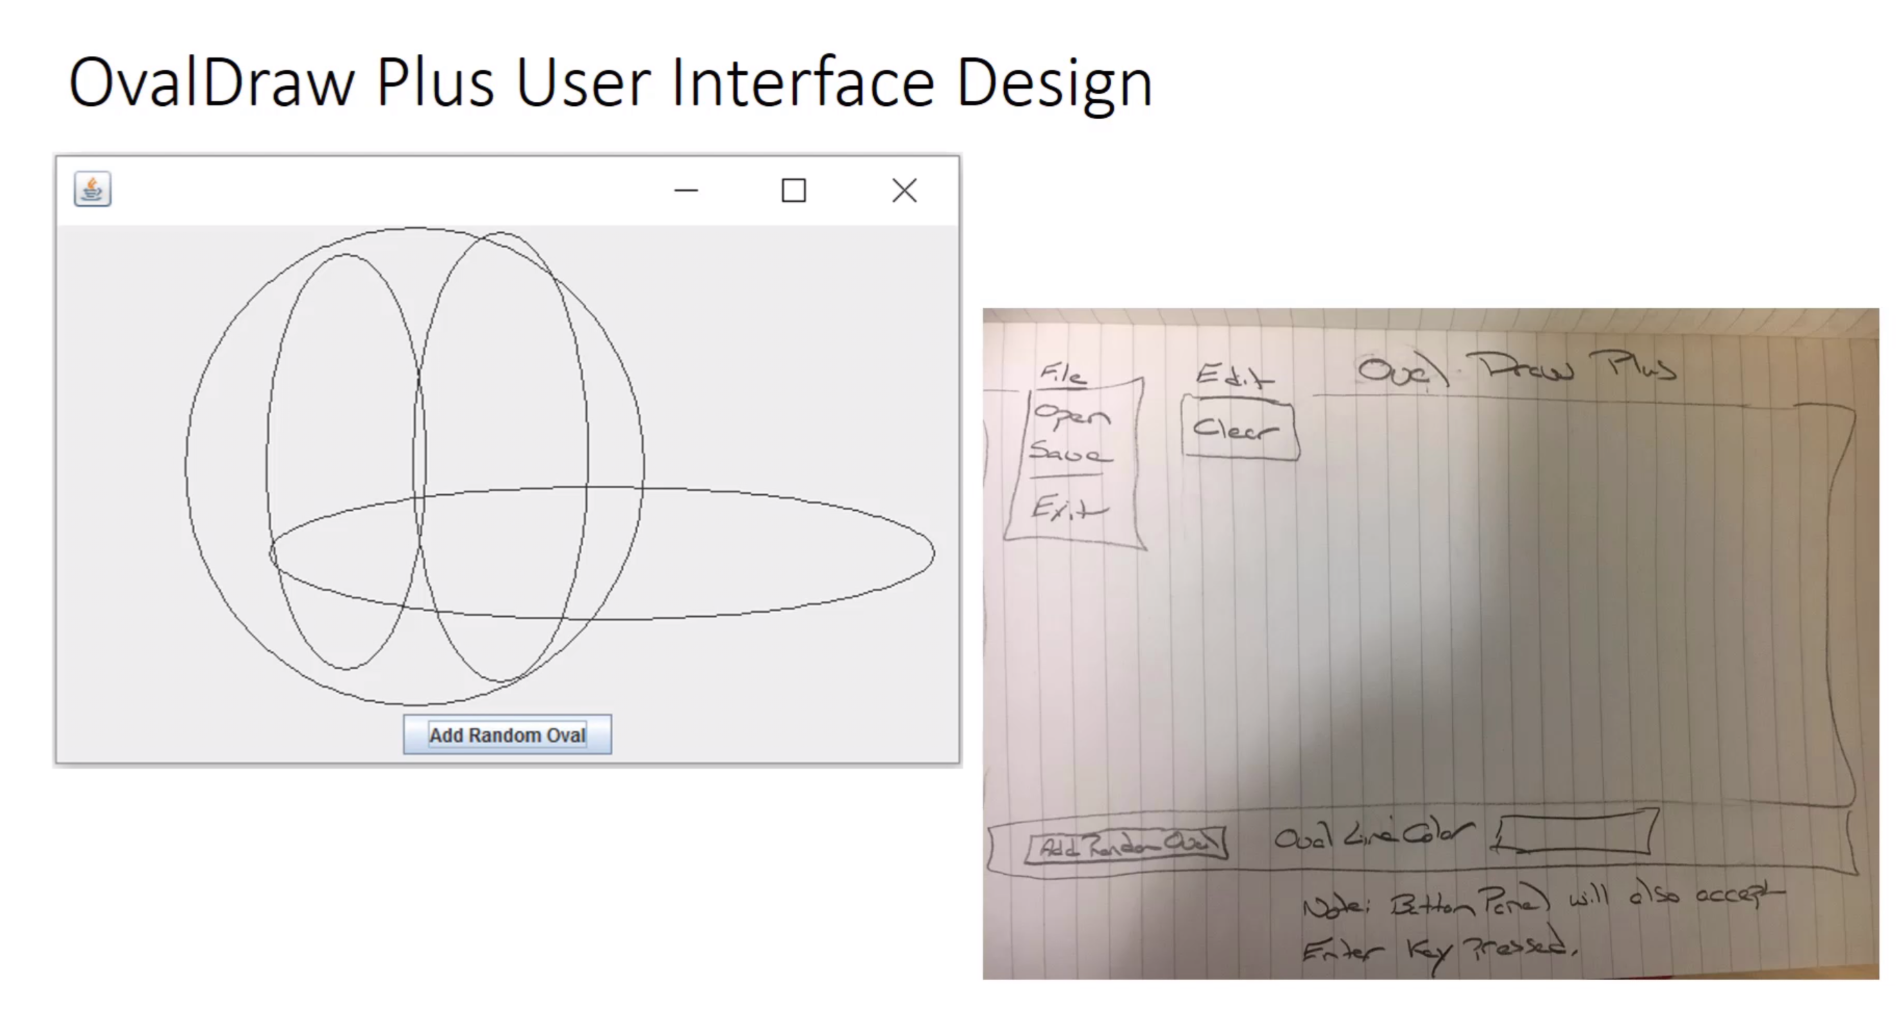 OvalDraw Plus User Interface Design
Add Random Oval
File Edit Oval Draw Plus
Open Clear
Save
Exit
Add Random Oval Oval Line Color
Note: Bottom Panel will also accept
Enter Key Pressed.